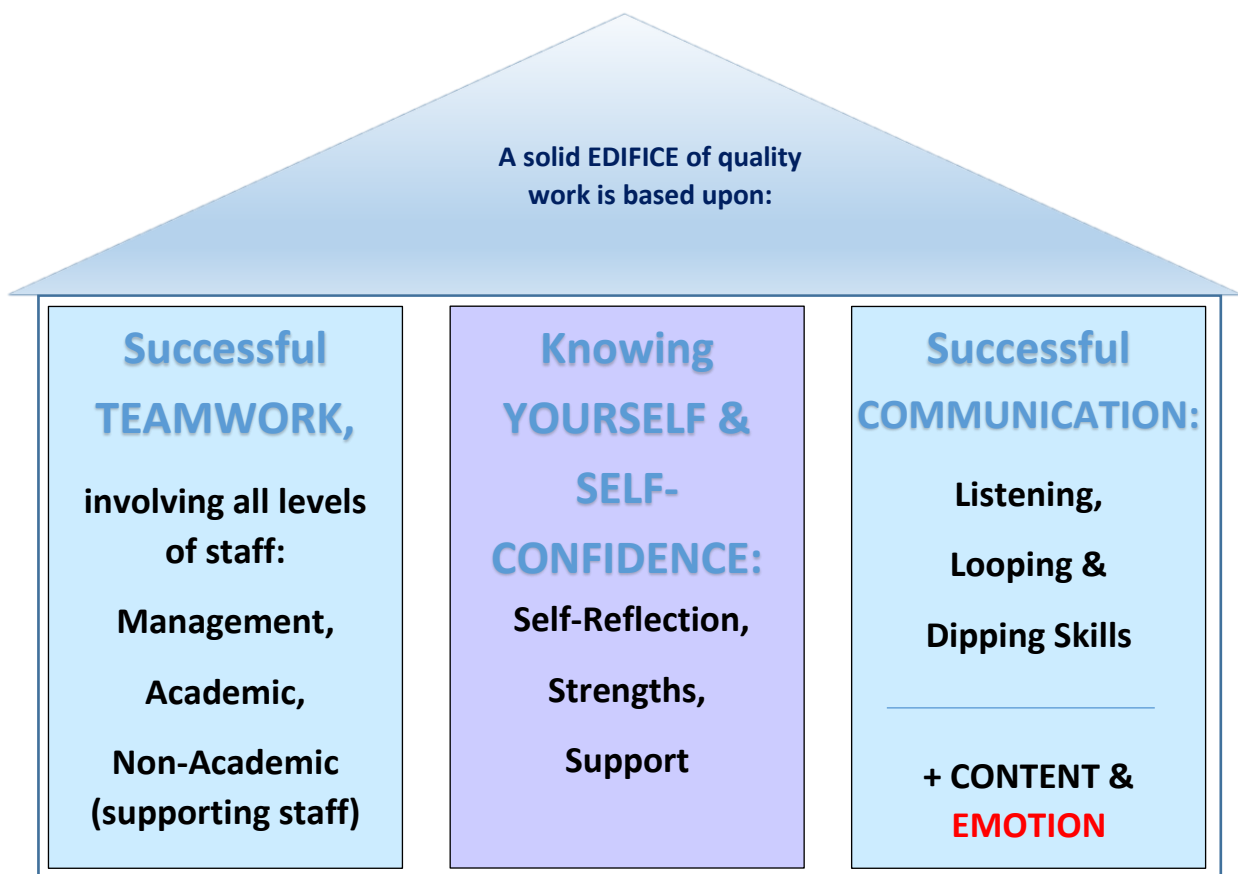 A solid EDIFICE of quality
work is based upon:
Successful
TEAMWORK,
involving all levels
of staff:
Management,
Academic,
Non-Academic
(supporting staff)
Knowing
YOURSELF &
SELF-
CONFIDENCE:
Self-Reflection,
Strengths,
Support
Successful
COMMUNICATION:
Listening,
Looping &
Dipping Skills
+ CONTENT &
EMOTION